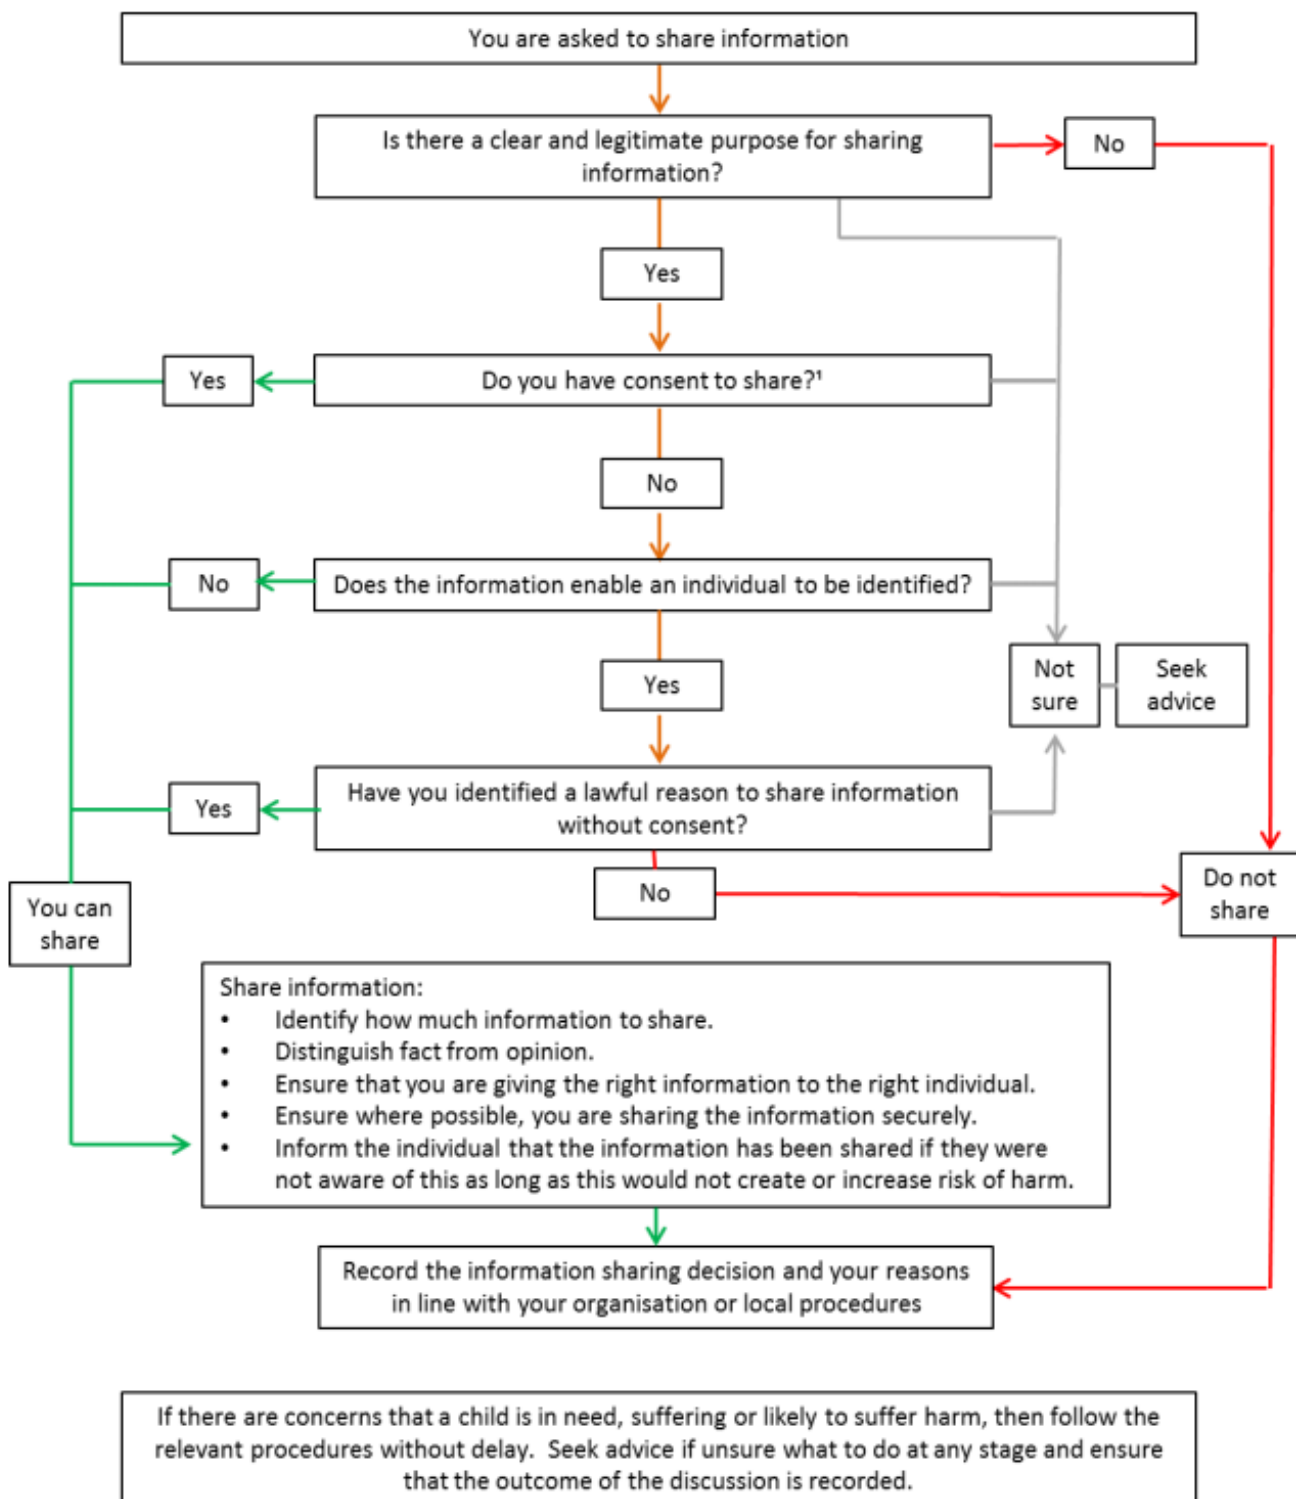 You are asked to share information
Is there a clear and legitimate purpose for sharing
information?
No
Yes
Yes
Do you have consent to share?¹
No
No
Does the information enable an individual to be identified?
Yes
Not
sure
Seek
advice
Yes
Have you identified a lawful reason to share information
without consent?
No
Do not
share
You can
share
Share information:
• Identify how much information to share.
• Distinguish fact from opinion.
• Ensure that you are giving the right information to the right individual.
• Ensure where possible, you are sharing the information securely.
• Inform the individual that the information has been shared if they were
not aware of this as long as this would not create or increase risk of harm.
Record the information sharing decision and your reasons
in line with your organisation or local procedures
If there are concerns that a child is in need, suffering or likely to suffer harm, then follow the
relevant procedures without delay. Seek advice if unsure what to do at any stage and ensure
that the outcome of the discussion is recorded.